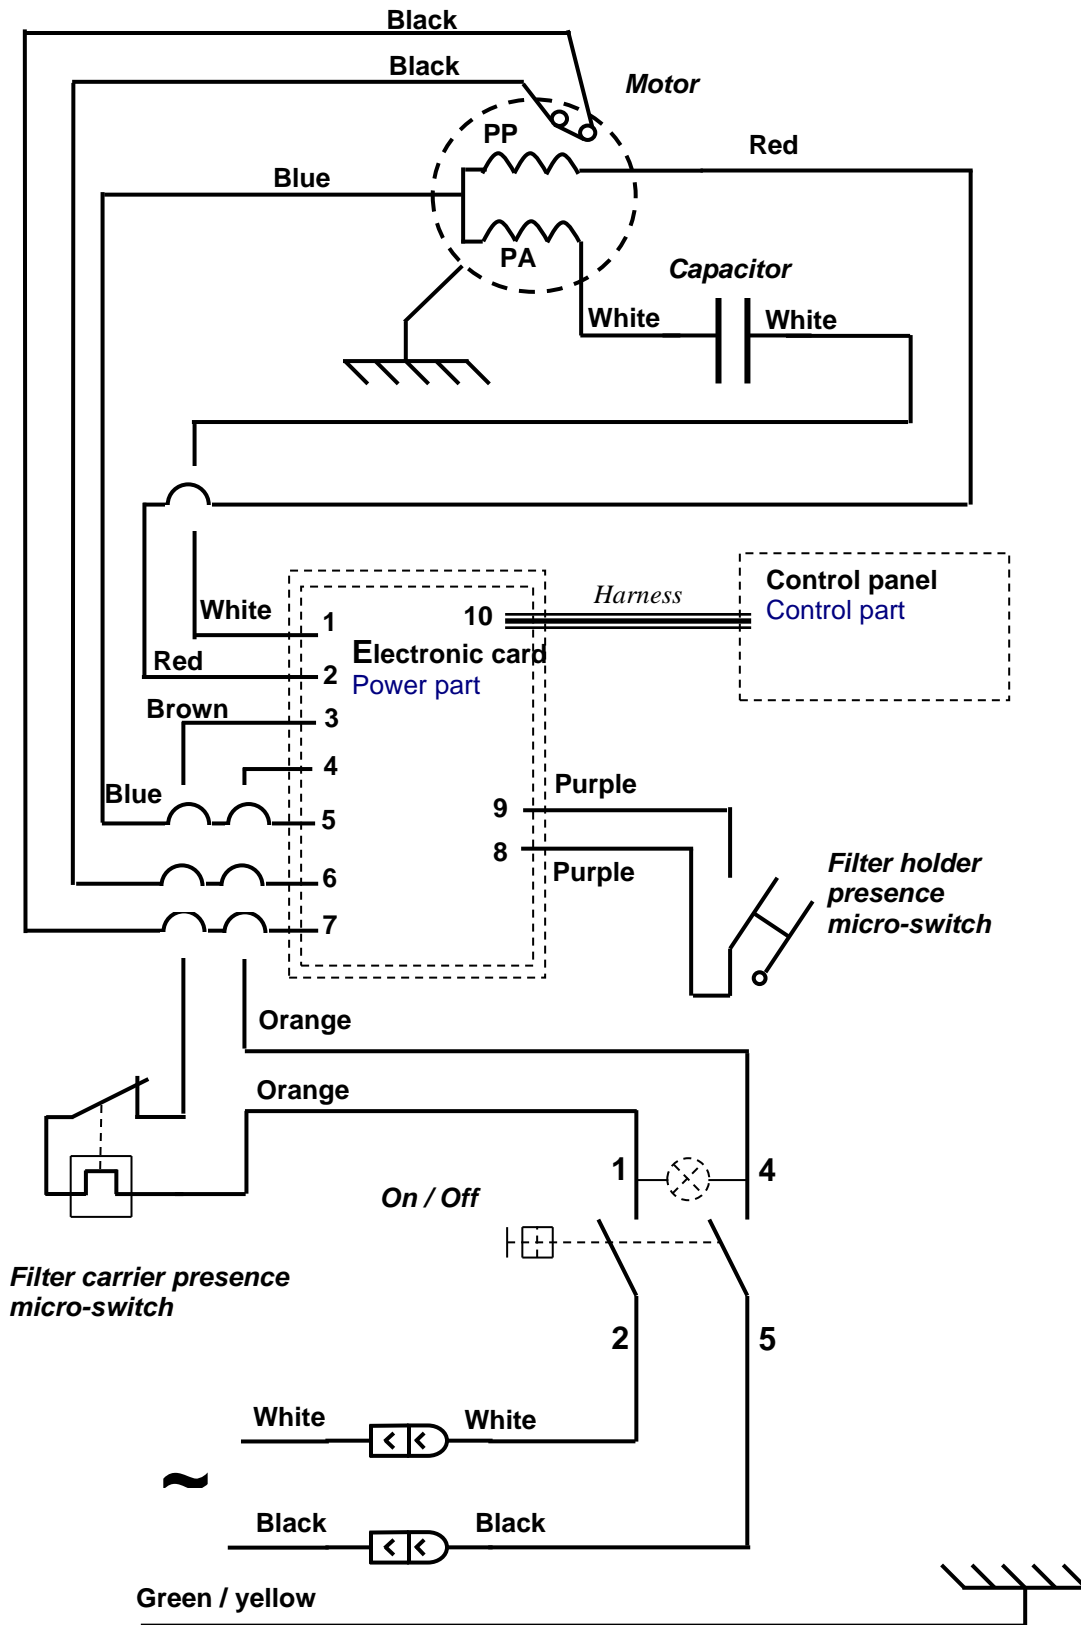 Black
Black
Motor
PP
Red
Blue
PA
Capacitor
White
White
Harness
Control panel
Control part
White
1
10
Electronic card
Power part
Red
2
Brown
3
4
Blue
5
9
Purple
8
Purple
6
7
Filter holder
presence
micro-switch
Orange
Orange
1
4
On / Off
Filter carrier presence
micro-switch
2
5
White
White
~
Black
Black
Green / yellow